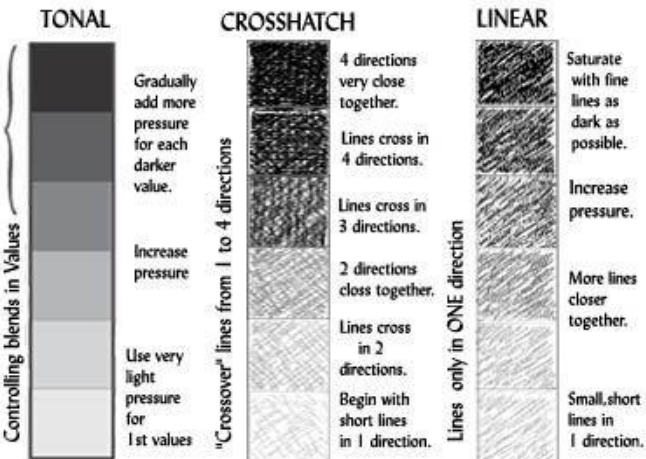 TONAL
CROSSHATCH
LINEAR
Controlling blends in Values
Gradually
add more
pressure
for each
darker
value.
Increase
pressure
Use very
light
pressure
for
1st values
"Crossover" lines from 1 to 4 directions
4 directions
very close
together.
Lines cross in
4 directions.
Lines cross in
3 directions.
2 directions
closs together.
Lines cross
in 2
directions.
Begin with
short lines
in 1 direction.
Lines only in ONE direction
Saturate
with fine
lines as
dark as
possible.
Increase
pressure.
More lines
closer
together.
Small,short
lines in
1 direction.